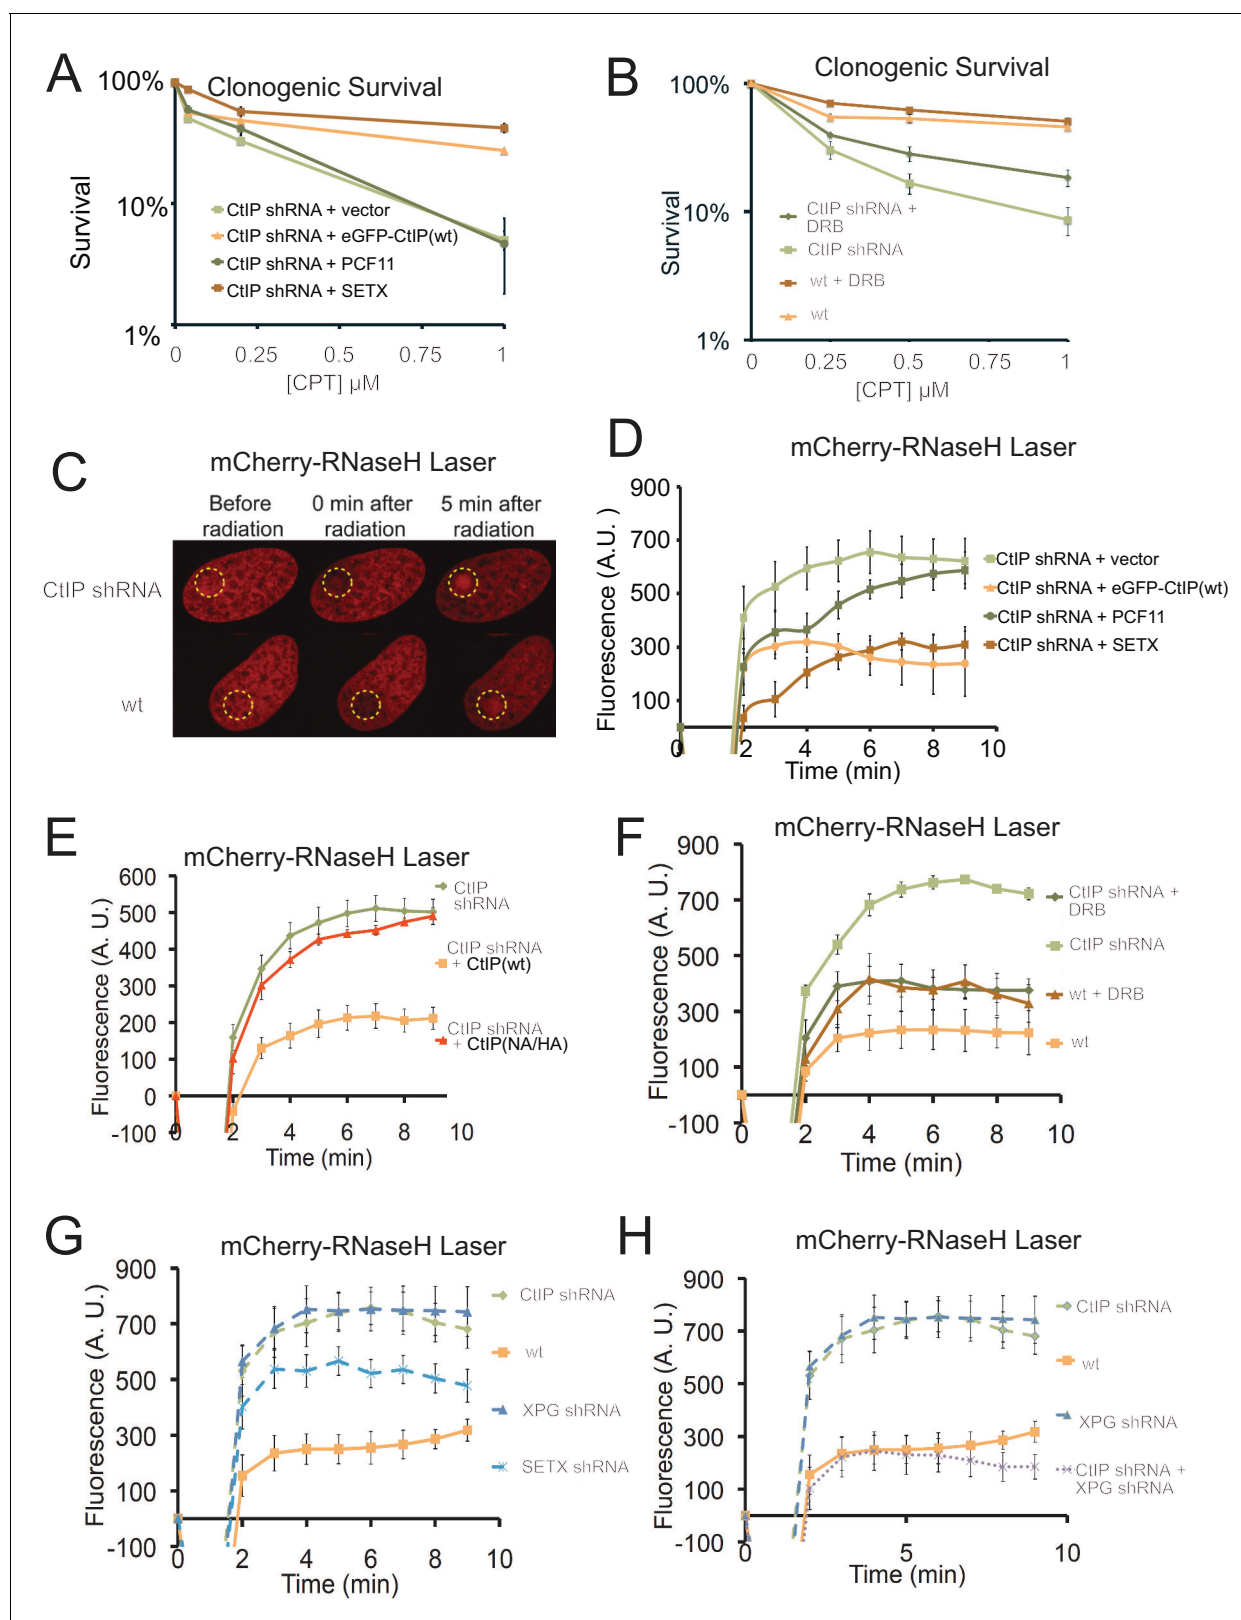 A
Clonogenic Survival
100%
10%
1%
Survival
CtIP shRNA + vector
CtIP shRNA + eGFP-CtIP(wt)
CtIP shRNA + PCF11
CtIP shRNA + SETX
0 0.25 0.5 0.75 1
[CPT] µM
B
Clonogenic Survival
100%
10%
1%
Survival
CtIP shRNA +
DRB
CtIP shRNA
wt + DRB
wt
0 0.25 0.5 0.75 1
[CPT] µM
C
mCherry-RNaseH Laser
Before
radiation
0 min after
radiation
5 min after
radiation
CtIP shRNA
wt
D
mCherry-RNaseH Laser
900
700
500
300
100
Fluorescence (A.U.)
CtIP shRNA + vector
CtIP shRNA + eGFP-CtIP(wt)
CtIP shRNA + PCF11
CtIP shRNA + SETX
0 2 4 6 8 10
Time (min)
E
mCherry-RNaseH Laser
600
500
400
300
200
100
0
-100
Fluorescence (A. U.)
CtIP
shRNA
CtIP shRNA
+ CtIP(wt)
CtIP shRNA
+ CtIP(NA/HA)
0 2 4 6 8 10
Time (min)
F
mCherry-RNaseH Laser
900
700
500
300
100
-100
Fluorescence (A. U.)
CtIP shRNA +
DRB
CtIP shRNA
wt + DRB
wt
0 2 4 6 8 10
Time (min)
G
mCherry-RNaseH Laser
900
700
500
300
100
-100
Fluorescence (A. U.)
CtIP shRNA
wt
XPG shRNA
SETX shRNA
0 2 4 6 8 10
Time (min)
H
mCherry-RNaseH Laser
900
700
500
300
100
-100
Fluorescence (A. U.)
CtIP shRNA
wt
XPG shRNA
CtIP shRNA +
XPG shRNA
0 5 10
Time (min)